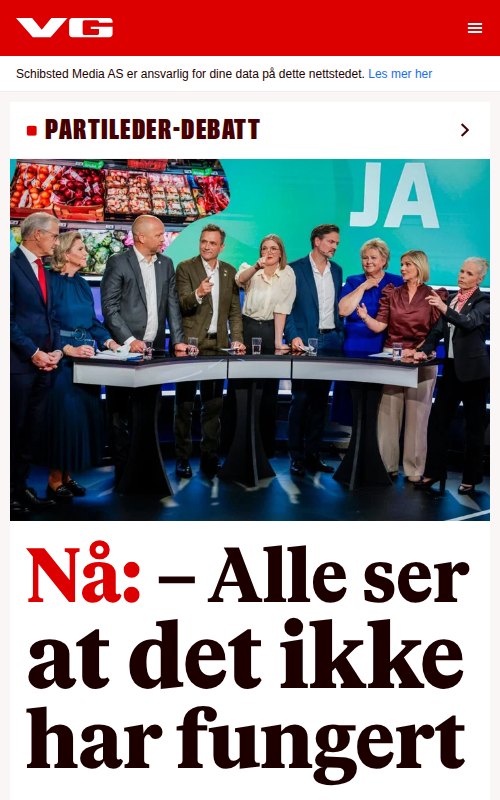 VG
Schibsted Media AS er ansvarlig for dine data på dette nettstedet. Les mer her
PARTILEDER-DEBATT
JA
Nå: – Alle ser
at det ikke
har fungert